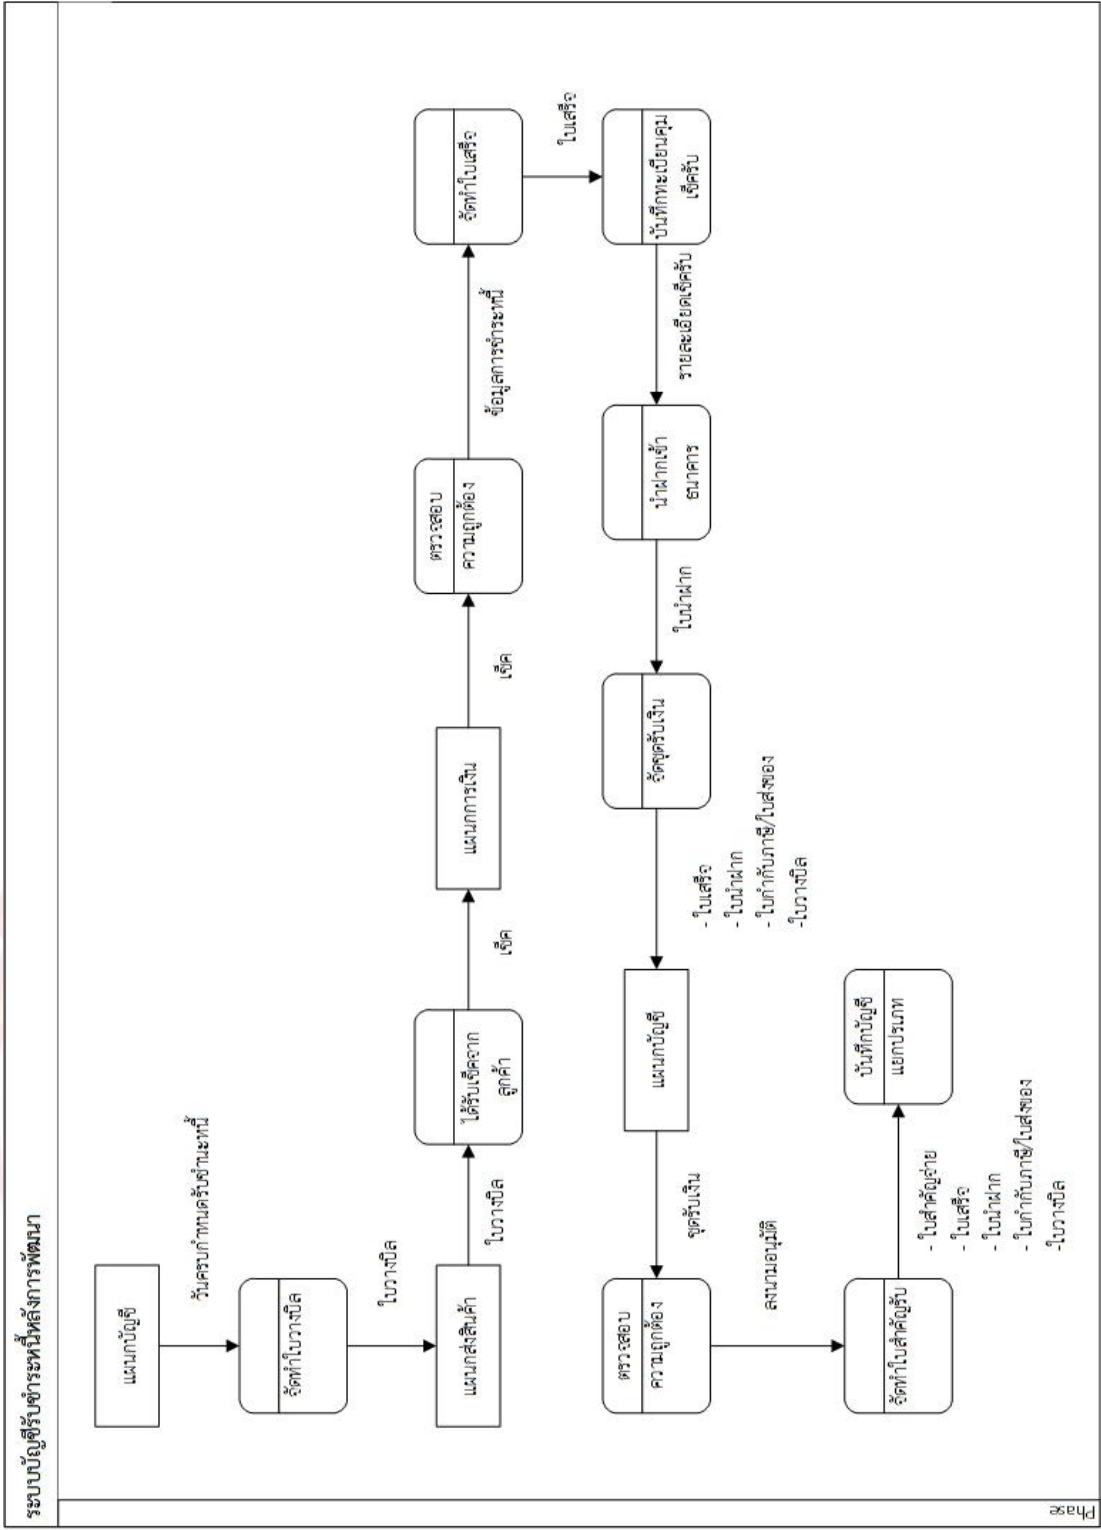 ระบบบัญชีรับชำระหนี้หลังการพัฒนา
Phase
แผนกบัญชี
วันครบกำหนดรับชำนะหนี้
จัดทำใบวางบิล
ใบวางบิล
แผนกส่งสินค้า
ใบวางบิล
ได้รับเช็คจาก
ลูกค้า
เช็ค
แผนกการเงิน
เช็ค
ตรวจสอบ
ความถูกต้อง
ข้อมูลการชำระหนี้
จัดทำใบเสร็จ
ใบเสร็จ
บันทึกทะเบียนคุม
เช็ครับ
รายละเอียดเช็ครับ
นำฝากเข้า
ธนาคาร
ใบนำฝาก
จัดชุดรับเงิน
- ใบเสร็จ
- ใบนำฝาก
- ใบกำกับภาษี/ใบส่งของ
-ใบวางบิล
แผนกบัญชี
ชุดรับเงิน
ตรวจสอบ
ความถูกต้อง
ลงนามอนุมัติ
จัดทำใบสำคัญรับ
- ใบสำคัญจ่าย
- ใบเสร็จ
- ใบนำฝาก
- ใบกำกับภาษี/ใบส่งของ
-ใบวางบิล
บันทึกบัญชี
แยกประเภท